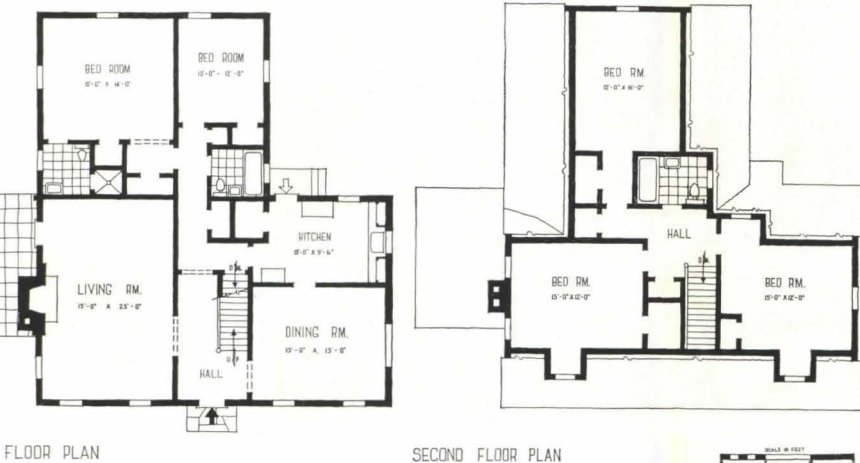 BED ROOM
15'-0" X 14'-0"
BED ROOM
10'-0" - 12'-0"
KITCHEN
LIVING RM.
15'-0" X 23'-0"
DN.
UP
DINING RM.
13'-0" X 13'-0"
HALL
FLOOR PLAN
BED RM.
12'-0" X 16'-0"
HALL
DN.
BED RM.
15'-0" X 12'-0"
BED RM.
15'-0" X 12'-0"
SECOND FLOOR PLAN
SCALE IN FEET